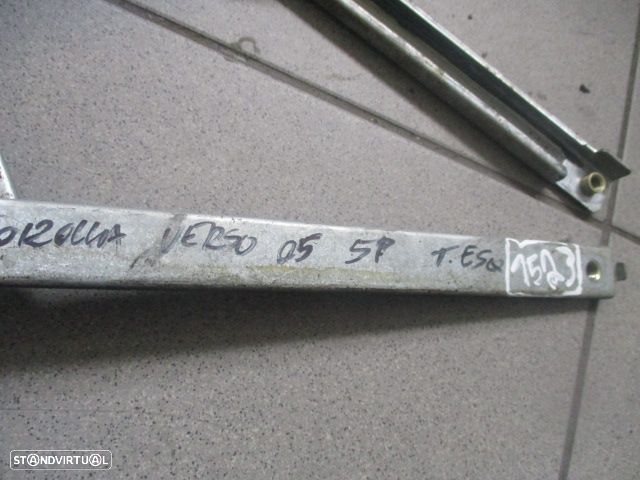 OROLLA VERSO 05 5P T.ESQ 1523
STANDVIRTUAL